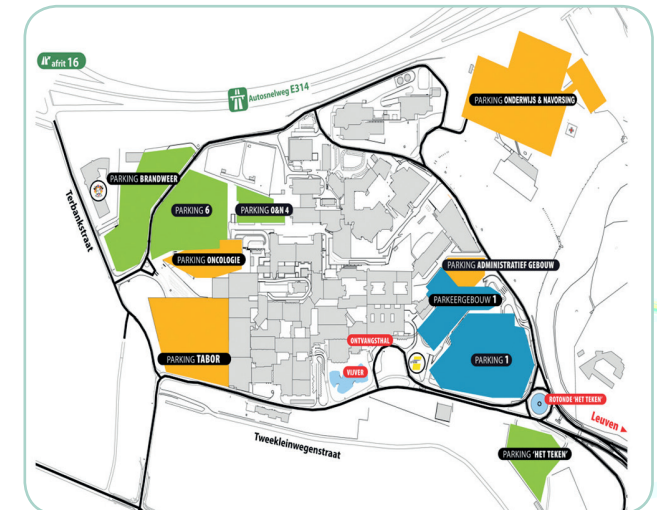 afrit 16
Autosnelweg E314
PARKING ONDERWIJS & NAVORSING
PARKING BRANDWEER
Terbankstraat
PARKING 6
PARKING O&N 4
PARKING ONCOLOGIE
PARKING ADMINISTRATIEF GEBOUW
PARKEERGEBOUW 1
ONTVANGSTHAL
PARKING TABOR
PARKING 1
VIJVER
ROTONDE 'HET TEKEN'
Leuven
Tweekleinwegenstraat
PARKING 'HET TEKEN'